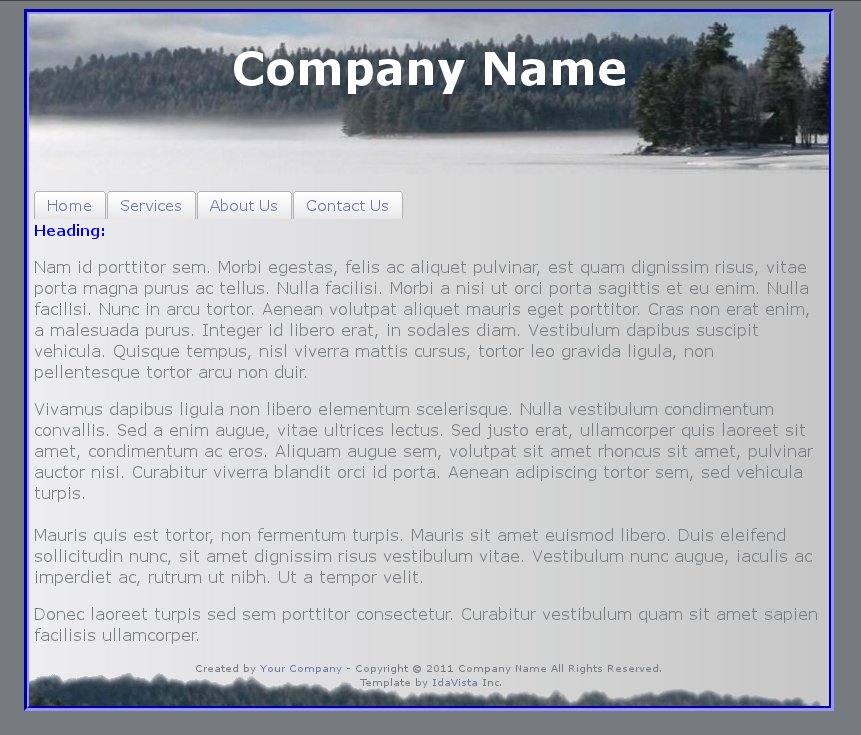 Company Name
Home Services About Us Contact Us
Heading:
Nam id porttitor sem. Morbi egestas, felis ac aliquet pulvinar, est quam dignissim risus, vitae
porta magna purus ac tellus. Nulla facilisi. Morbi a nisi ut orci porta sagittis et eu enim. Nulla
facilisi. Nunc in arcu tortor. Aenean volutpat aliquet mauris eget porttitor. Cras non erat enim,
a malesuada purus. Integer id libero erat, in sodales diam. Vestibulum dapibus suscipit
vehicula. Quisque tempus, nisl viverra mattis cursus, tortor leo gravida ligula, non
pellentesque tortor arcu non duir.
Vivamus dapibus ligula non libero elementum scelerisque. Nulla vestibulum condimentum
convallis. Sed a enim augue, vitae ultrices lectus. Sed justo erat, ullamcorper quis laoreet sit
amet, condimentum ac eros. Aliquam augue sem, volutpat sit amet rhoncus sit amet, pulvinar
auctor nisi. Curabitur viverra blandit orci id porta. Aenean adipiscing tortor sem, sed vehicula
turpis.
Mauris quis est tortor, non fermentum turpis. Mauris sit amet euismod libero. Duis eleifend
sollicitudin nunc, sit amet dignissim risus vestibulum vitae. Vestibulum nunc augue, iaculis ac
imperdiet ac, rutrum ut nibh. Ut a tempor velit.
Donec laoreet turpis sed sem porttitor consectetur. Curabitur vestibulum quam sit amet sapien
facilisis ullamcorper.
Created by Your Company - Copyright © 2011 Company Name All Rights Reserved.
Template by IdaVista Inc.